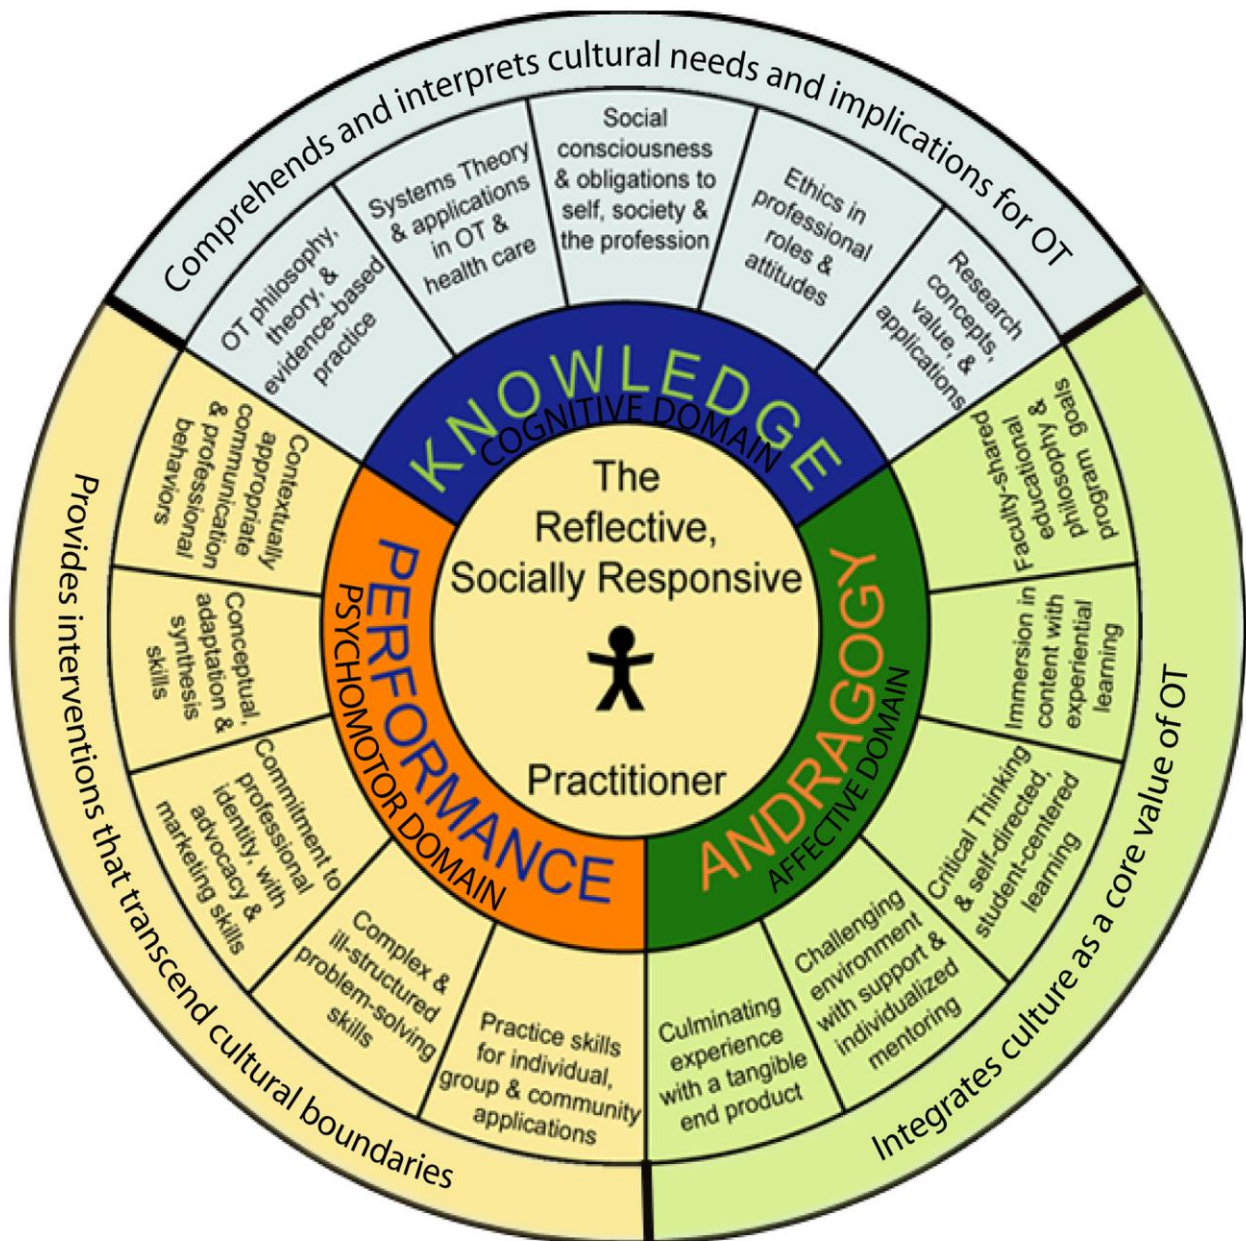 Comprehends and interprets cultural needs and implications for OT
OT philosophy,
theory, &
evidence-based
practice
Systems Theory
& applications
in OT &
health care
Social
consciousness
& obligations to
self, society &
the profession
Ethics in
professional
roles &
attitudes
Research
concepts,
value, &
applications
KNOWLEDGE
COGNITIVE DOMAIN
The
Reflective,
Socially Responsive
Practitioner
ANDRAGOGY
AFFECTIVE DOMAIN
Faculty-shared
educational
philosophy &
program goals
Immersion in
content with
experiential
learning
Critical Thinking
& self-directed,
student-centered
learning
Challenging
environment
with support &
individualized
mentoring
Culminating
experience
with a tangible
end product
Integrates culture as a core value of OT
PERFORMANCE
PSYCHOMOTOR DOMAIN
Contextually
appropriate
communication
& professional
behaviors
Conceptual,
adaptation &
synthesis
skills
Commitment to
professional
identity, with
advocacy &
marketing skills
Complex &
ill-structured
problem-solving
skills
Practice skills
for individual,
group & community
applications
Provides interventions that transcend cultural boundaries